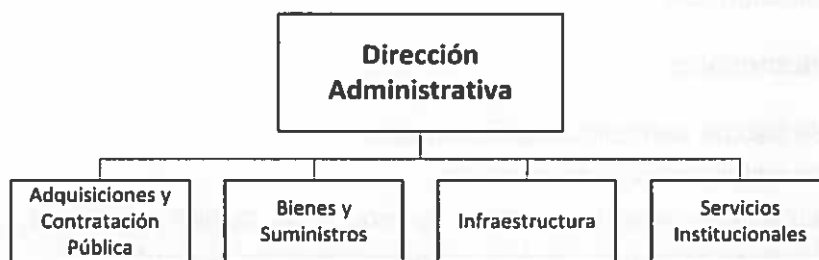 Dirección
Administrativa
Adquisiciones y
Contratación
Pública
Bienes y
Suministros
Infraestructura
Servicios
Institucionales